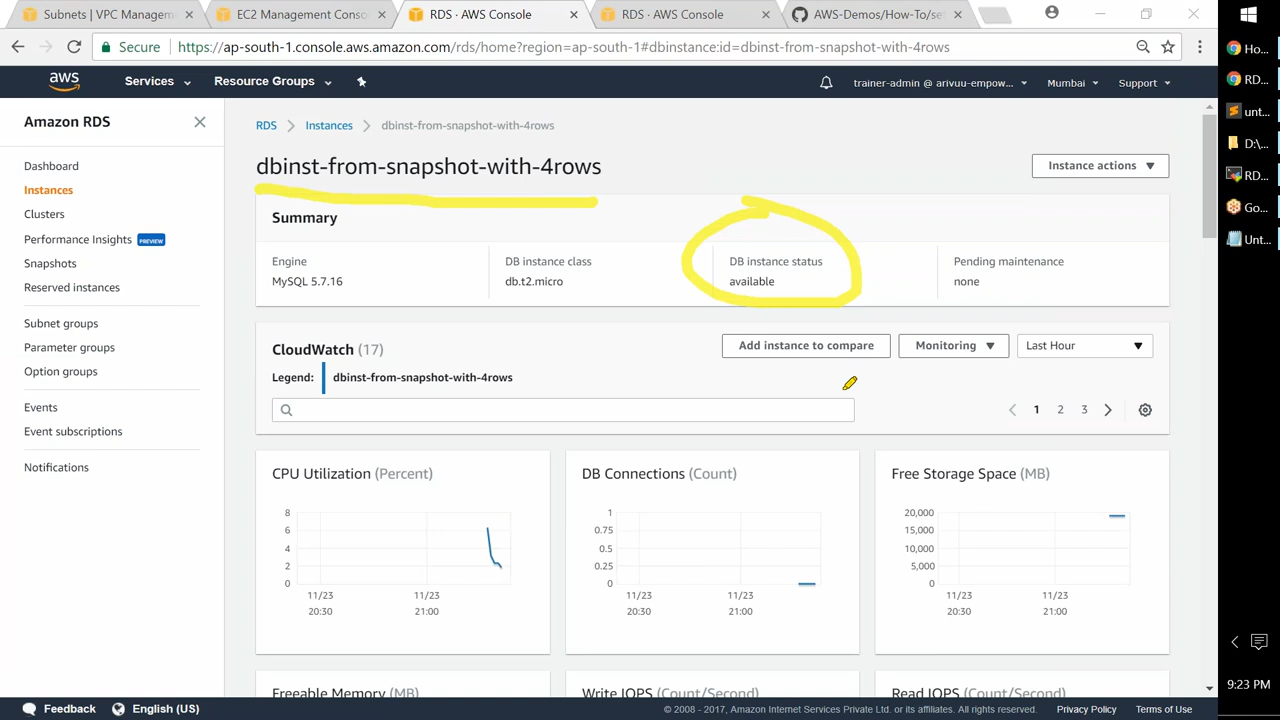 Subnets | VPC Managem
EC2 Management Conso
RDS · AWS Console
RDS · AWS Console
AWS-Demos/How-To/se
Secure
https://ap-south-1.console.aws.amazon.com/rds/home?region=ap-south-1#dbinstance:id=dbinst-from-snapshot-with-4rows
aws
Services
Resource Groups
trainer-admin @ arivuu-empow...
Mumbai
Support
Amazon RDS
Dashboard
Instances
Clusters
Performance Insights PREVIEW
Snapshots
Reserved instances
Subnet groups
Parameter groups
Option groups
Events
Event subscriptions
Notifications
RDS
Instances
dbinst-from-snapshot-with-4rows
dbinst-from-snapshot-with-4rows
Instance actions
Summary
Engine
MySQL 5.7.16
DB instance class
db.t2.micro
DB instance status
available
Pending maintenance
none
CloudWatch (17)
Add instance to compare
Monitoring
Last Hour
Legend:
dbinst-from-snapshot-with-4rows
1 2 3
CPU Utilization (Percent)
8
6
4
2
0
11/23
20:30
11/23
21:00
DB Connections (Count)
1
0.75
0.5
0.25
0
11/23
20:30
11/23
21:00
Free Storage Space (MB)
20,000
15,000
10,000
5,000
0
11/23
20:30
11/23
21:00
Freeable Memory (MB)
Write IOPS (Count/Second)
Read IOPS (Count/Second)
Feedback
English (US)
© 2008 - 2017, Amazon Internet Services Private Ltd. or its affiliates. All rights reserved.
Privacy Policy
Terms of Use
Ho...
RD...
unt...
D:\...
RD...
Go...
Unt...
9:23 PM